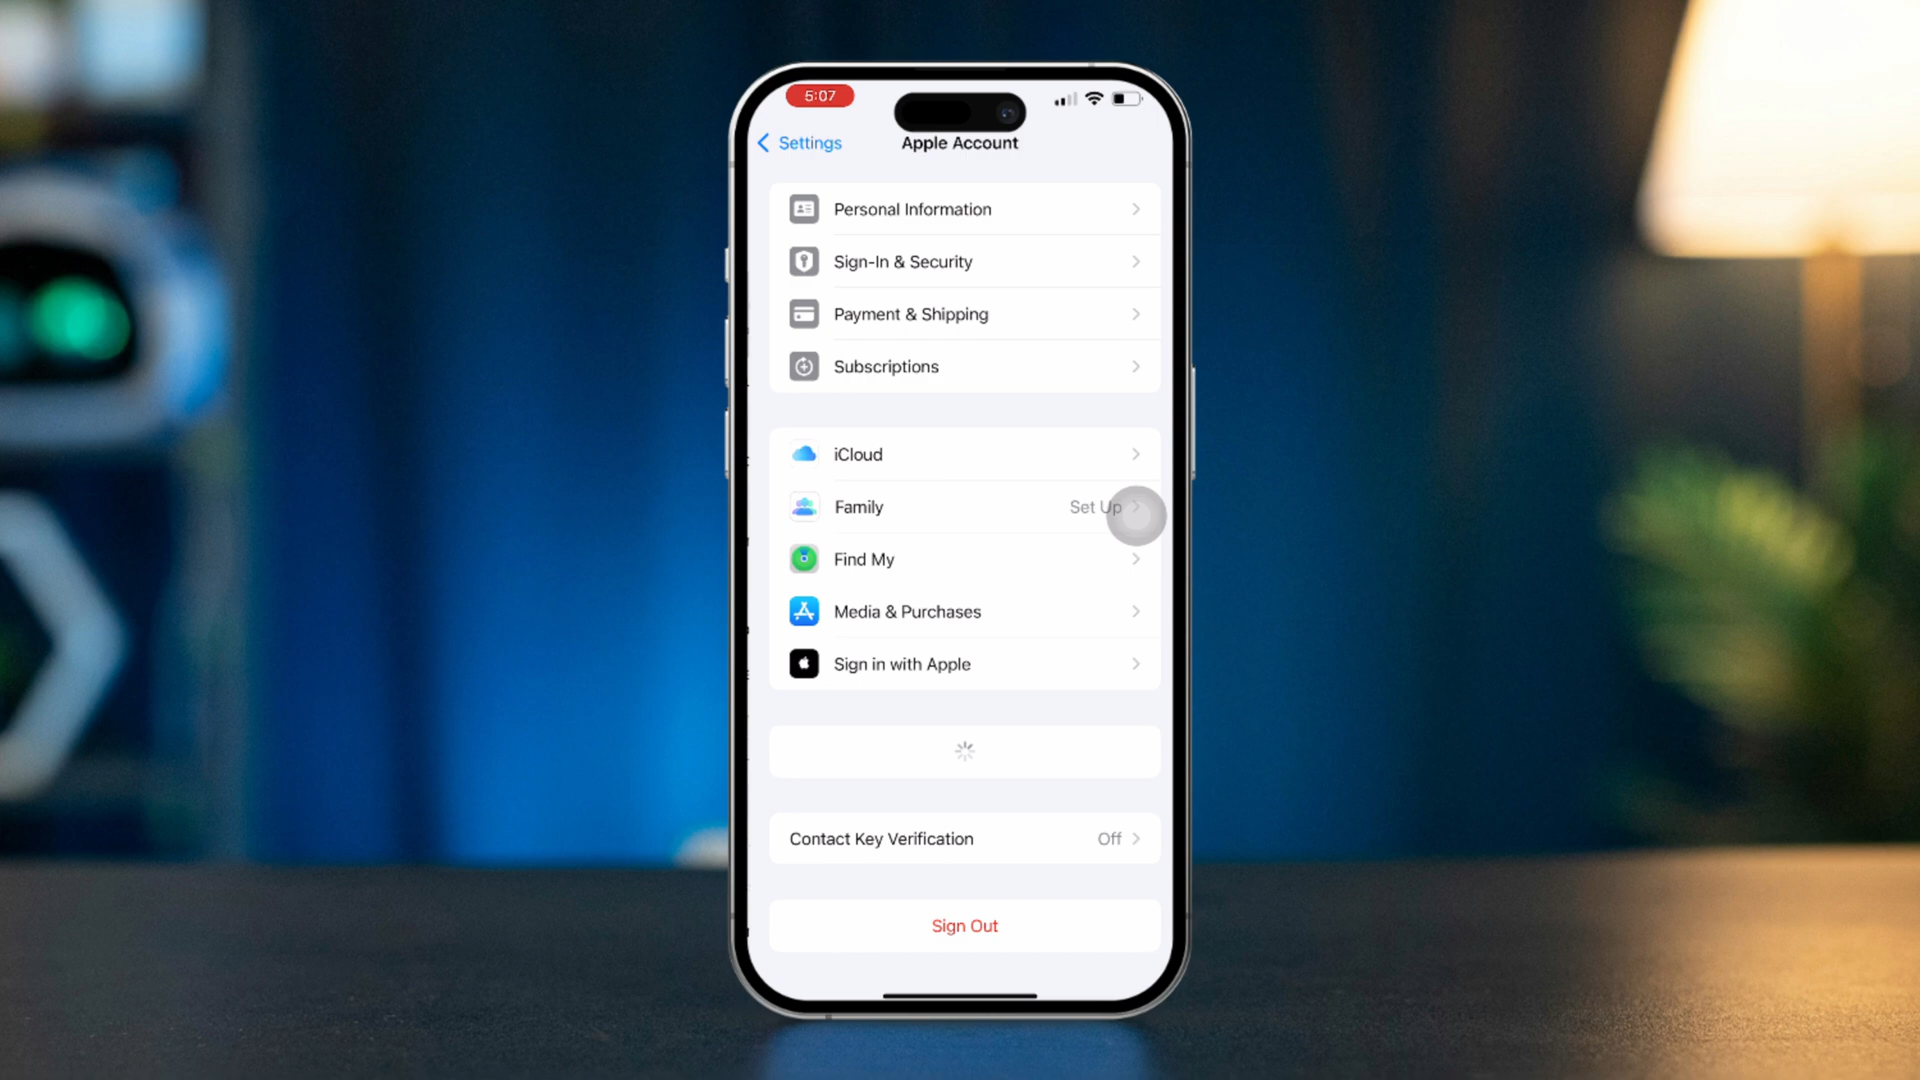 5:07
Settings
Apple Account
Personal Information
Sign-In & Security
Payment & Shipping
Subscriptions
iCloud
Family Set Up
Find My
Media & Purchases
Sign in with Apple
Contact Key Verification Off
Sign Out